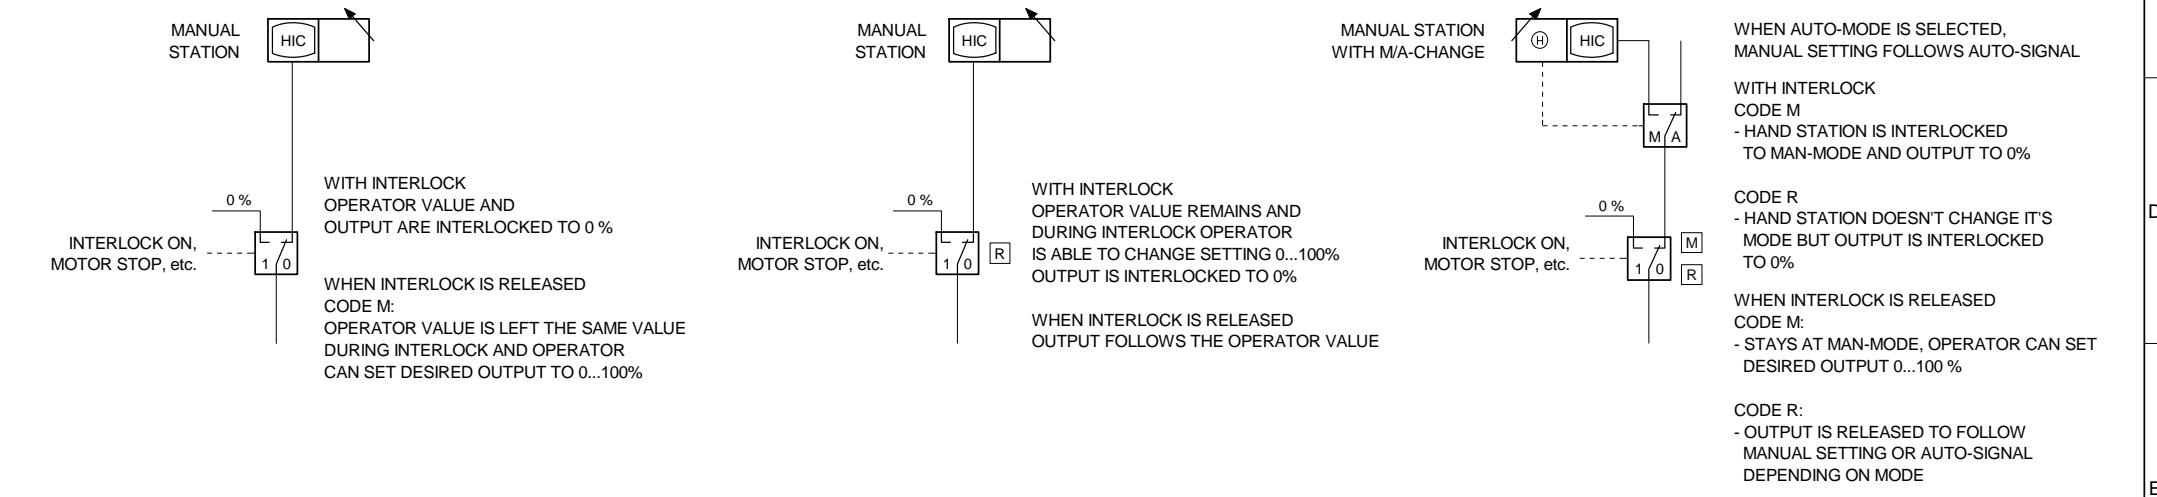 MANUAL
STATION
HIC
0 %
INTERLOCK ON,
MOTOR STOP, etc.
1 0
WITH INTERLOCK
OPERATOR VALUE AND
OUTPUT ARE INTERLOCKED TO 0 %
WHEN INTERLOCK IS RELEASED
CODE M:
OPERATOR VALUE IS LEFT THE SAME VALUE
DURING INTERLOCK AND OPERATOR
CAN SET DESIRED OUTPUT TO 0...100%
MANUAL
STATION
HIC
0 %
INTERLOCK ON,
MOTOR STOP, etc.
1 0
R
WITH INTERLOCK
OPERATOR VALUE REMAINS AND
DURING INTERLOCK OPERATOR
IS ABLE TO CHANGE SETTING 0...100%
OUTPUT IS INTERLOCKED TO 0%
WHEN INTERLOCK IS RELEASED
OUTPUT FOLLOWS THE OPERATOR VALUE
MANUAL STATION
WITH M/A-CHANGE
H HIC
M A
0 %
INTERLOCK ON,
MOTOR STOP, etc.
1 0
M
R
WHEN AUTO-MODE IS SELECTED,
MANUAL SETTING FOLLOWS AUTO-SIGNAL
WITH INTERLOCK
CODE M
- HAND STATION IS INTERLOCKED
TO MAN-MODE AND OUTPUT TO 0%
CODE R
- HAND STATION DOESN'T CHANGE IT'S
MODE BUT OUTPUT IS INTERLOCKED
TO 0%
WHEN INTERLOCK IS RELEASED
CODE M:
- STAYS AT MAN-MODE, OPERATOR CAN SET
DESIRED OUTPUT 0...100 %
CODE R:
- OUTPUT IS RELEASED TO FOLLOW
MANUAL SETTING OR AUTO-SIGNAL
DEPENDING ON MODE